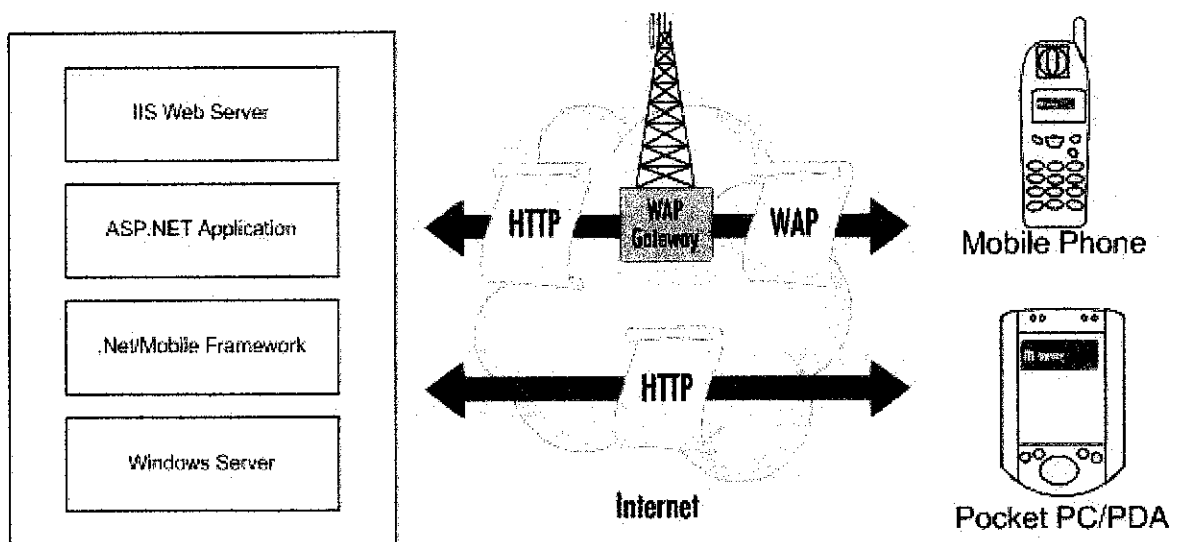 IIS Web Server
ASP.NET Application
.Net/Mobile Framework
Windows Server
HTTP
WAP
Gateway
WAP
HTTP
Internet
Mobile Phone
Pocket PC/PDA